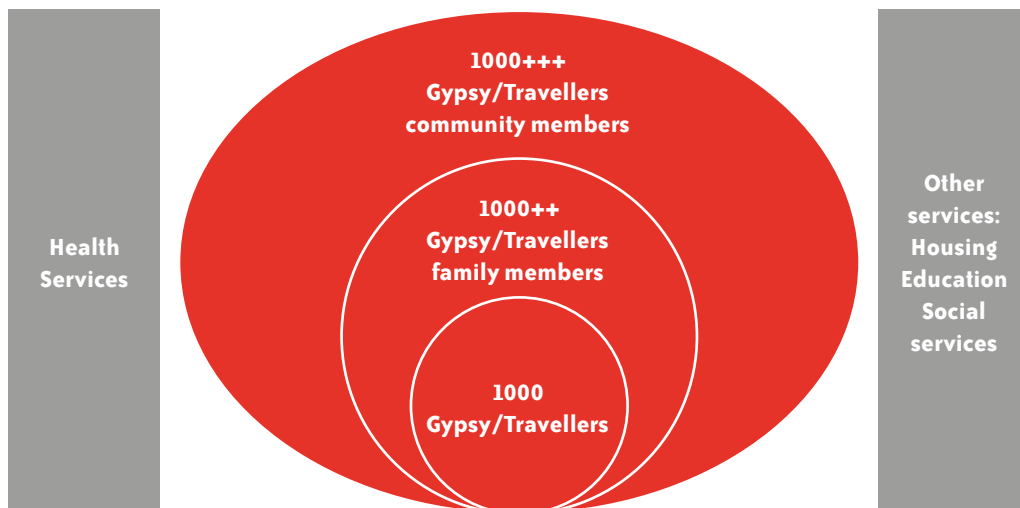 Health
Services
1000+++
Gypsy/Travellers
community members
1000++
Gypsy/Travellers
family members
1000
Gypsy/Travellers
Other
services:
Housing
Education
Social
services